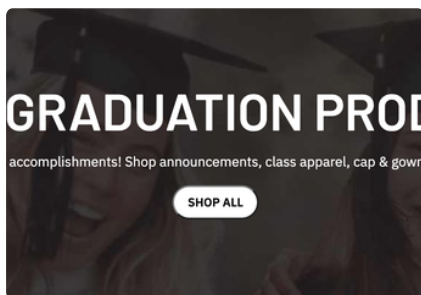 GRADUATION PROD
accomplishments! Shop announcements, class apparel, cap & gown
SHOP ALL